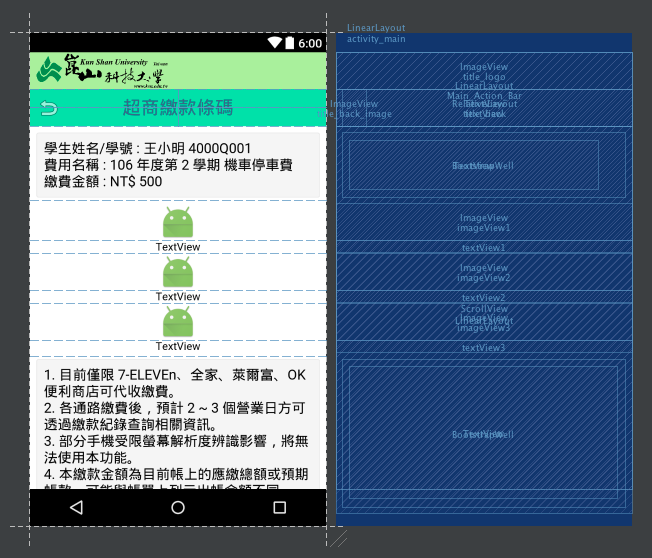 LinearLayout
activity_main
6:00
Kun Shan University Taiwan
崑山科技大學
www.ksu.edu.tw
超商繳款條碼
學生姓名/學號 : 王小明 4000Q001
費用名稱 : 106 年度第 2 學期 機車停車費
繳費金額 : NT$ 500
TextView
TextView
TextView
1. 目前僅限 7-ELEVEn、全家、萊爾富、OK
便利商店可代收繳費。
2. 各通路繳費後，預計 2 ~ 3 個營業日方可
透過繳款紀錄查詢相關資訊。
3. 部分手機受限螢幕解析度辨識影響，將無
法使用本功能。
4. 本繳款金額為目前帳上的應繳總額或預期
帳款，可能與帳單上列示出帳金額不同
ImageView
title_logo
LinearLayout
Main_Action_Bar
ImageView
title_back_image
RelativeLayout
title_back
TextView
BootstrapWell
ImageView
imageView1
textView1
ImageView
imageView2
textView2
ScrollView
ImageView
LinearLayout
imageView3
textView3
TextView
BootstrapWell